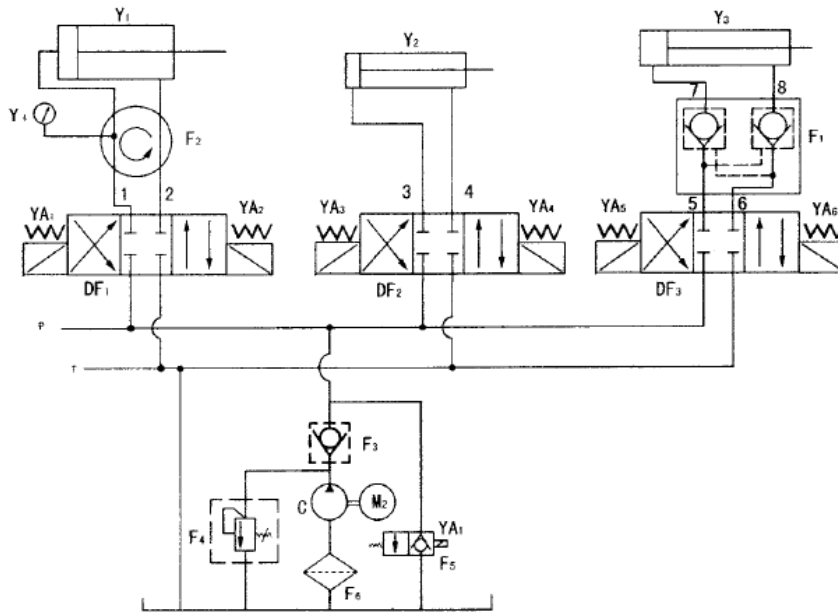 Y₁
Y₂
Y₃
Y₄
F₂
7
8
F₁
1
2
3
4
5
6
YA₁
YA₂
YA₃
YA₄
YA₅
YA₆
DF₁
DF₂
DF₃
P
T
F₃
C
M₂
F₄
YA₁
F₅
F₆